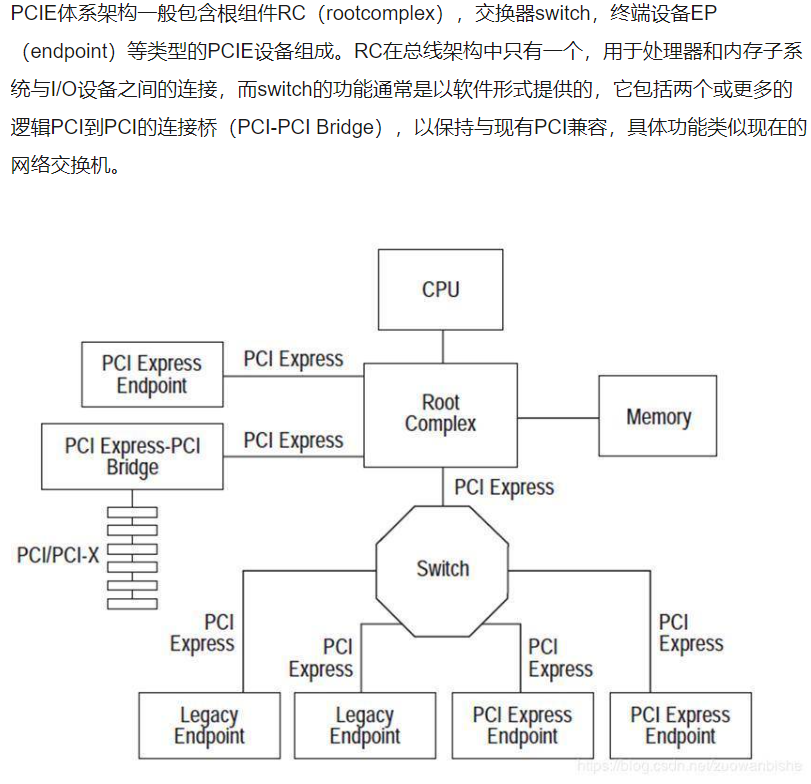 PCIE体系架构一般包含根组件RC（rootcomplex），交换器switch，终端设备EP
（endpoint）等类型的PCIE设备组成。RC在总线架构中只有一个，用于处理器和内存子系
统与I/O设备之间的连接，而switch的功能通常是以软件形式提供的，它包括两个或更多的
逻辑PCI到PCI的连接桥（PCI-PCI Bridge），以保持与现有PCI兼容，具体功能类似现在的
网络交换机。
CPU
PCI Express
Endpoint
PCI Express
Root
Complex
Memory
PCI Express-PCI
Bridge
PCI Express
PCI Express
PCI/PCI-X
Switch
PCI
Express
PCI
Express
PCI
Express
PCI
Express
Legacy
Endpoint
Legacy
Endpoint
PCI Express
Endpoint
PCI Express
Endpoint
https://blog.csdn.net/zuowanbishe